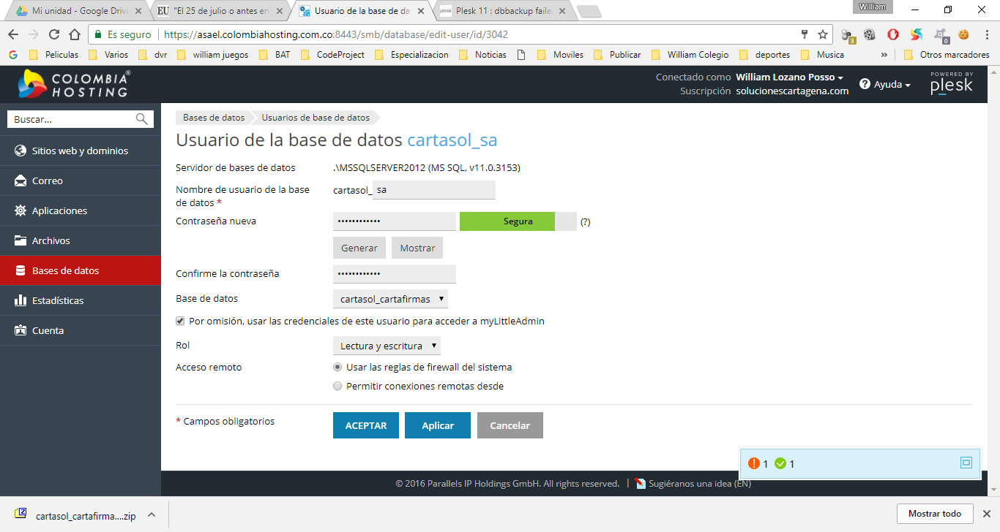 Mi unidad - Google Drive
"El 25 de julio o antes en
Usuario de la base de dat
Plesk 11 : dbbackup faile
William
Es seguro
https://asael.colombiahosting.com.co:8443/smb/database/edit-user/id/3042
Peliculas
Varios
dvr
william juegos
BAT
CodeProject
Especializacion
Noticias
Moviles
Publicar
William Colegio
deportes
Musica
»
Otros marcadores
COLOMBIA
HOSTING
Conectado como William Lozano Posso
Suscripción solucionescartagena.com
Ayuda
POWERED BY
plesk
Buscar...
Sitios web y dominios
Correo
Aplicaciones
Archivos
Bases de datos
Estadísticas
Cuenta
Bases de datos
Usuarios de base de datos
Usuario de la base de datos cartasol_sa
Servidor de bases de datos
.\MSSQLSERVER2012 (MS SQL, v11.0.3153)
Nombre de usuario de la base
de datos *
cartasol_ sa
Contraseña nueva
••••••••••••
Segura
(?)
Generar
Mostrar
Confirme la contraseña
••••••••••••
Base de datos
cartasol_cartafirmas
Por omisión, usar las credenciales de este usuario para acceder a myLittleAdmin
Rol
Lectura y escritura
Acceso remoto
Usar las reglas de firewall del sistema
Permitir conexiones remotas desde
* Campos obligatorios
ACEPTAR
Aplicar
Cancelar
1
1
© 2016 Parallels IP Holdings GmbH. All rights reserved.
Sugiéranos una idea (EN)
cartasol_cartafirma....zip
Mostrar todo